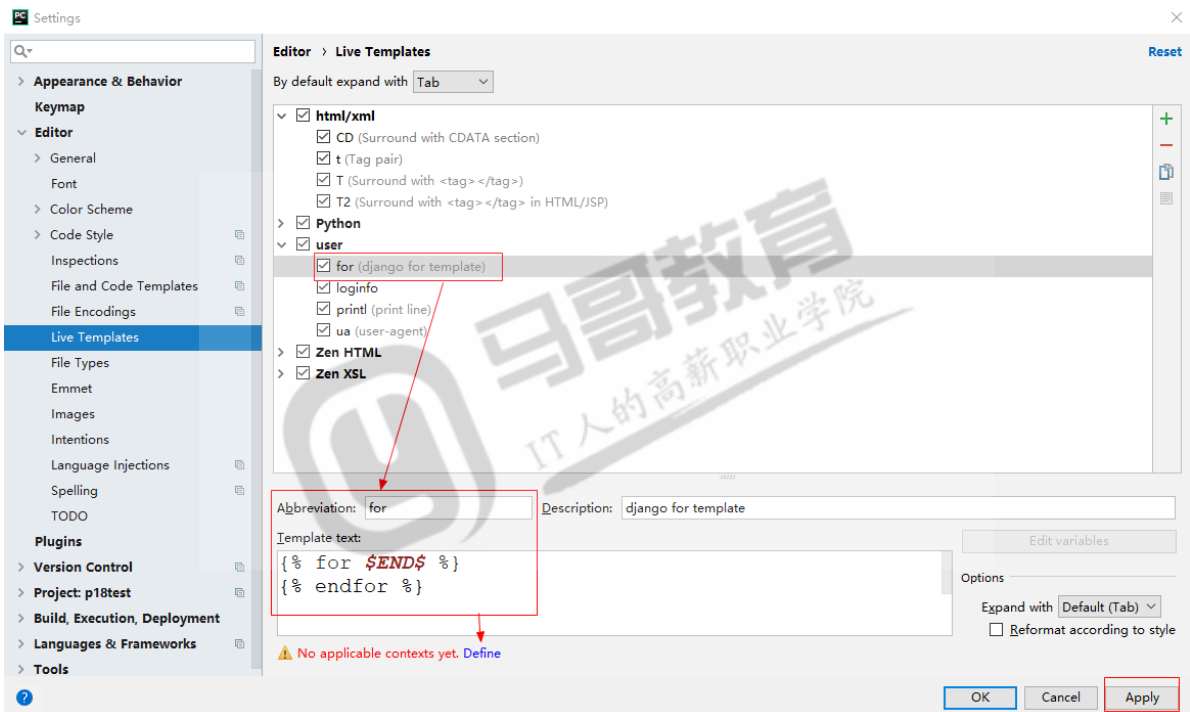 PC Settings
Editor › Live Templates
Reset
By default expand with Tab
Appearance & Behavior
Keymap
Editor
General
Font
Color Scheme
Code Style
Inspections
File and Code Templates
File Encodings
Live Templates
File Types
Emmet
Images
Intentions
Language Injections
Spelling
TODO
Plugins
Version Control
Project: p18test
Build, Execution, Deployment
Languages & Frameworks
Tools
html/xml
CD (Surround with CDATA section)
t (Tag pair)
T (Surround with <tag></tag>)
T2 (Surround with <tag></tag> in HTML/JSP)
Python
user
for (django for template)
loginfo
printl (print line)
ua (user-agent)
Zen HTML
Zen XSL
马哥教育
IT人的高薪职业学院
Abbreviation: for
Description: django for template
Template text:
{% for $END$ %}
{% endfor %}
Edit variables
Options
Expand with Default (Tab)
Reformat according to style
No applicable contexts yet. Define
?
OK
Cancel
Apply